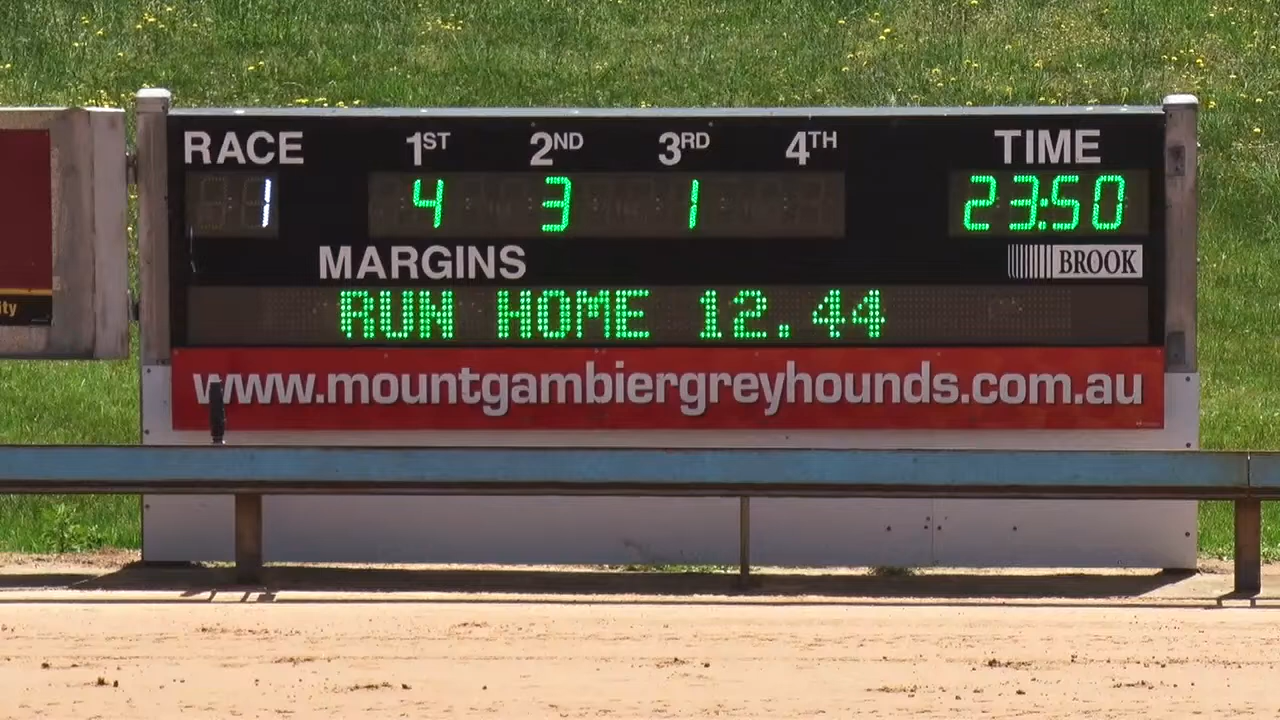 RACE 1ST 2ND 3RD 4TH TIME
1 4 3 1 23:50
MARGINS BROOK
RUN HOME 12.44
ity
www.mountgambiergreyhounds.com.au